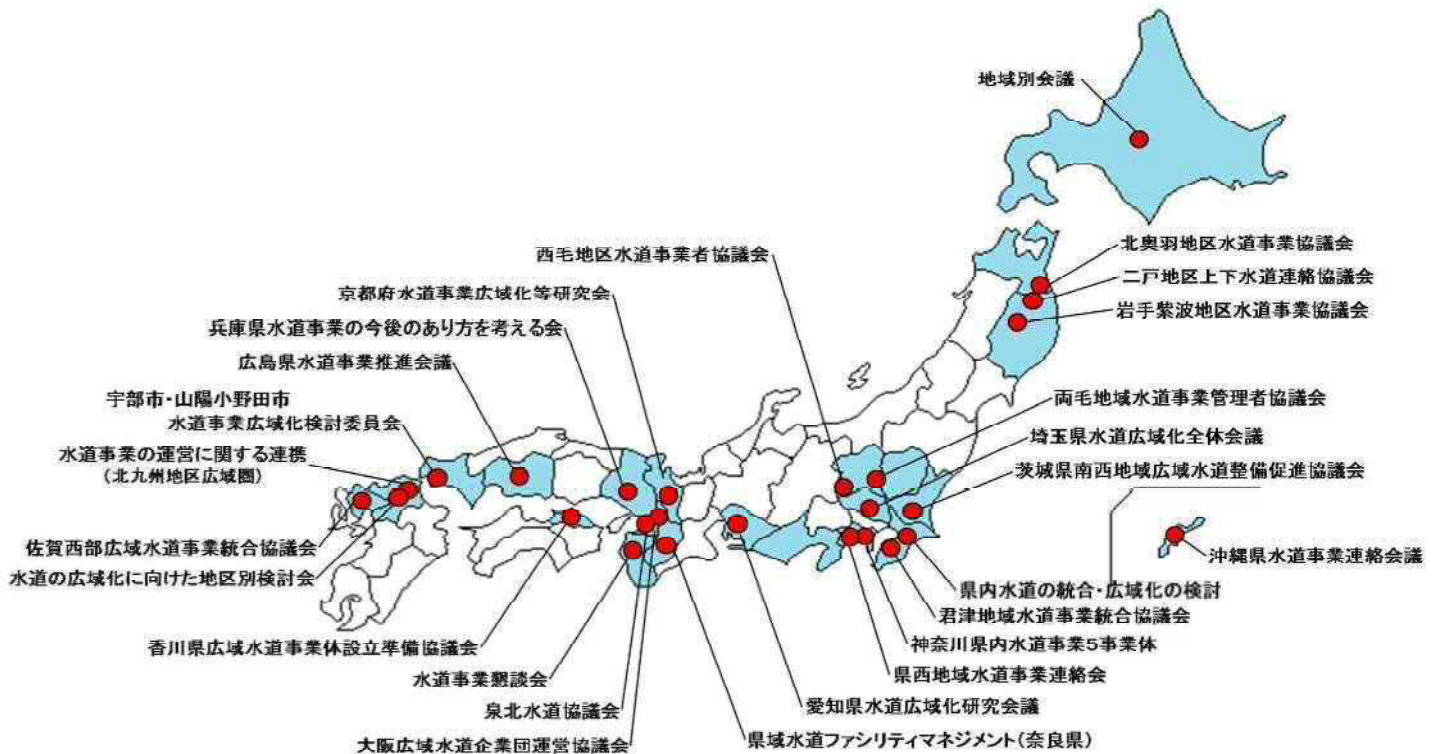 地域別会議
北奥羽地区水道事業協議会
二戸地区上下水道連絡協議会
岩手紫波地区水道事業協議会
西毛地区水道事業者協議会
京都府水道事業広域化等研究会
兵庫県水道事業の今後のあり方を考える会
広島県水道事業推進会議
宇部市・山陽小野田市
水道事業広域化検討委員会
水道事業の運営に関する連携
(北九州地区広域圏)
両毛地域水道事業管理者協議会
埼玉県水道広域化全体会議
茨城県南西地域広域水道整備促進協議会
佐賀西部広域水道事業統合協議会
水道の広域化に向けた地区別検討会
沖縄県水道事業連絡会議
県内水道の統合・広域化の検討
君津地域水道事業統合協議会
香川県広域水道事業体設立準備協議会
神奈川県内水道事業5事業体
水道事業懇談会
県西地域水道事業連絡会
泉北水道協議会
愛知県水道広域化研究会議
大阪広域水道企業団運営協議会
県域水道ファシリティマネジメント(奈良県)